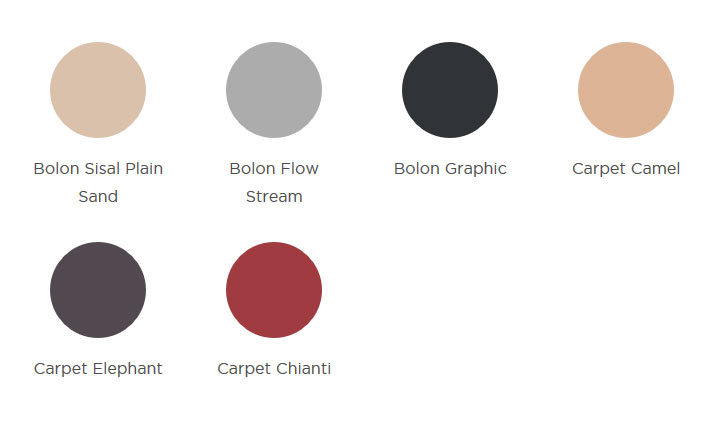 Bolon Sisal Plain
Sand
Bolon Flow
Stream
Bolon Graphic
Carpet Camel
Carpet Elephant
Carpet Chianti